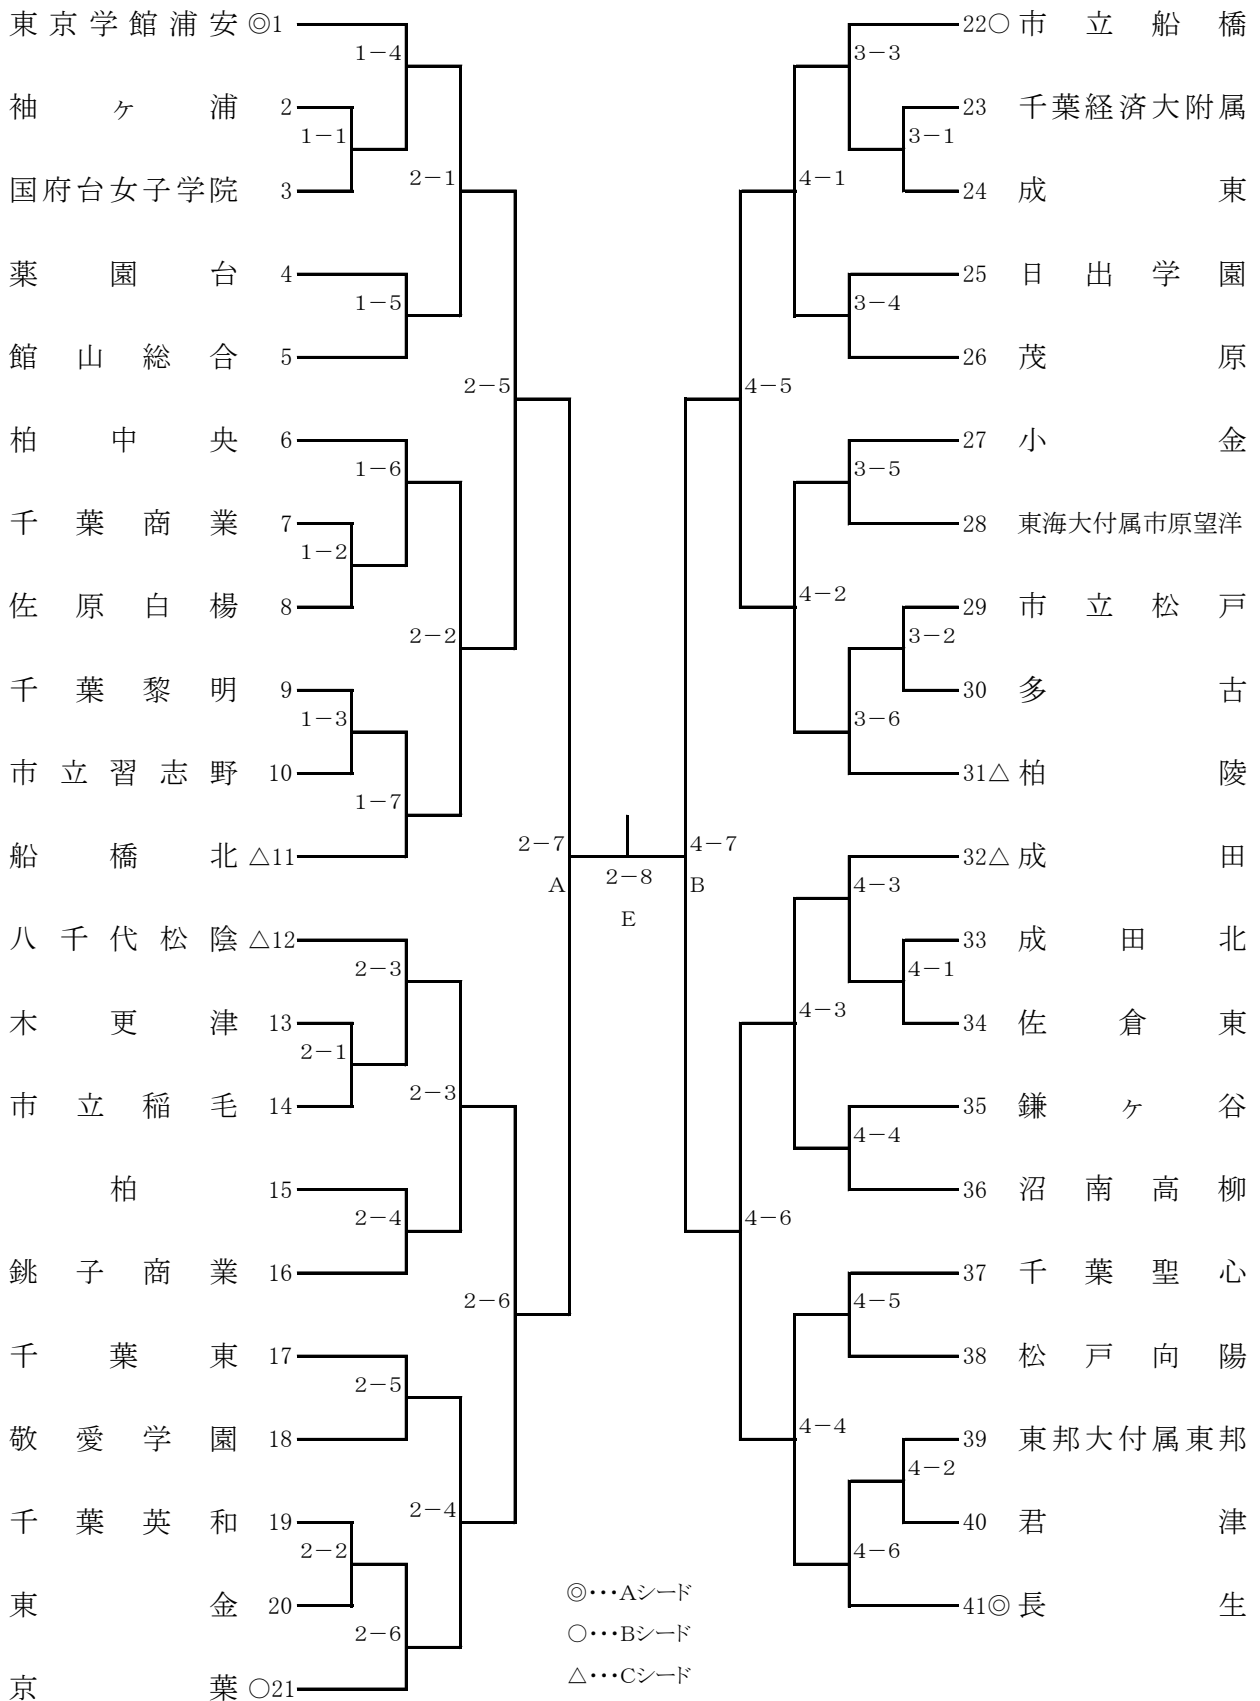 東京学館浦安 ◎1
1-4
袖ヶ浦 2
1-1
国府台女子学院 3
2-1
薬園台 4
1-5
館山総合 5
2-5
柏中央 6
1-6
千葉商業 7
1-2
佐原白楊 8
2-2
千葉黎明 9
1-3
市立習志野 10
1-7
船橋北 △11
2-7
A
八千代松陰 △12
2-3
木更津 13
2-1
市立稲毛 14
2-3
柏 15
2-4
銚子商業 16
2-6
千葉東 17
2-5
敬愛学園 18
2-4
千葉英和 19
2-2
東金 20
2-6
京葉 ○21
2-8
E
22○ 市立船橋
3-3
23 千葉経済大附属
3-1
24 成東
4-1
25 日出学園
3-4
26 茂原
4-5
27 小金
3-5
28 東海大付属市原望洋
4-2
29 市立松戸
3-2
30 多古
3-6
31△ 柏陵
4-7
B
32△ 成田
4-3
33 成田北
4-1
34 佐倉東
4-3
35 鎌ヶ谷
4-4
36 沼南高柳
4-6
37 千葉聖心
4-5
38 松戸向陽
4-4
39 東邦大付属東邦
4-2
40 君津
4-6
41◎ 長生
◎・・・Aシード
○・・・Bシード
△・・・Cシード